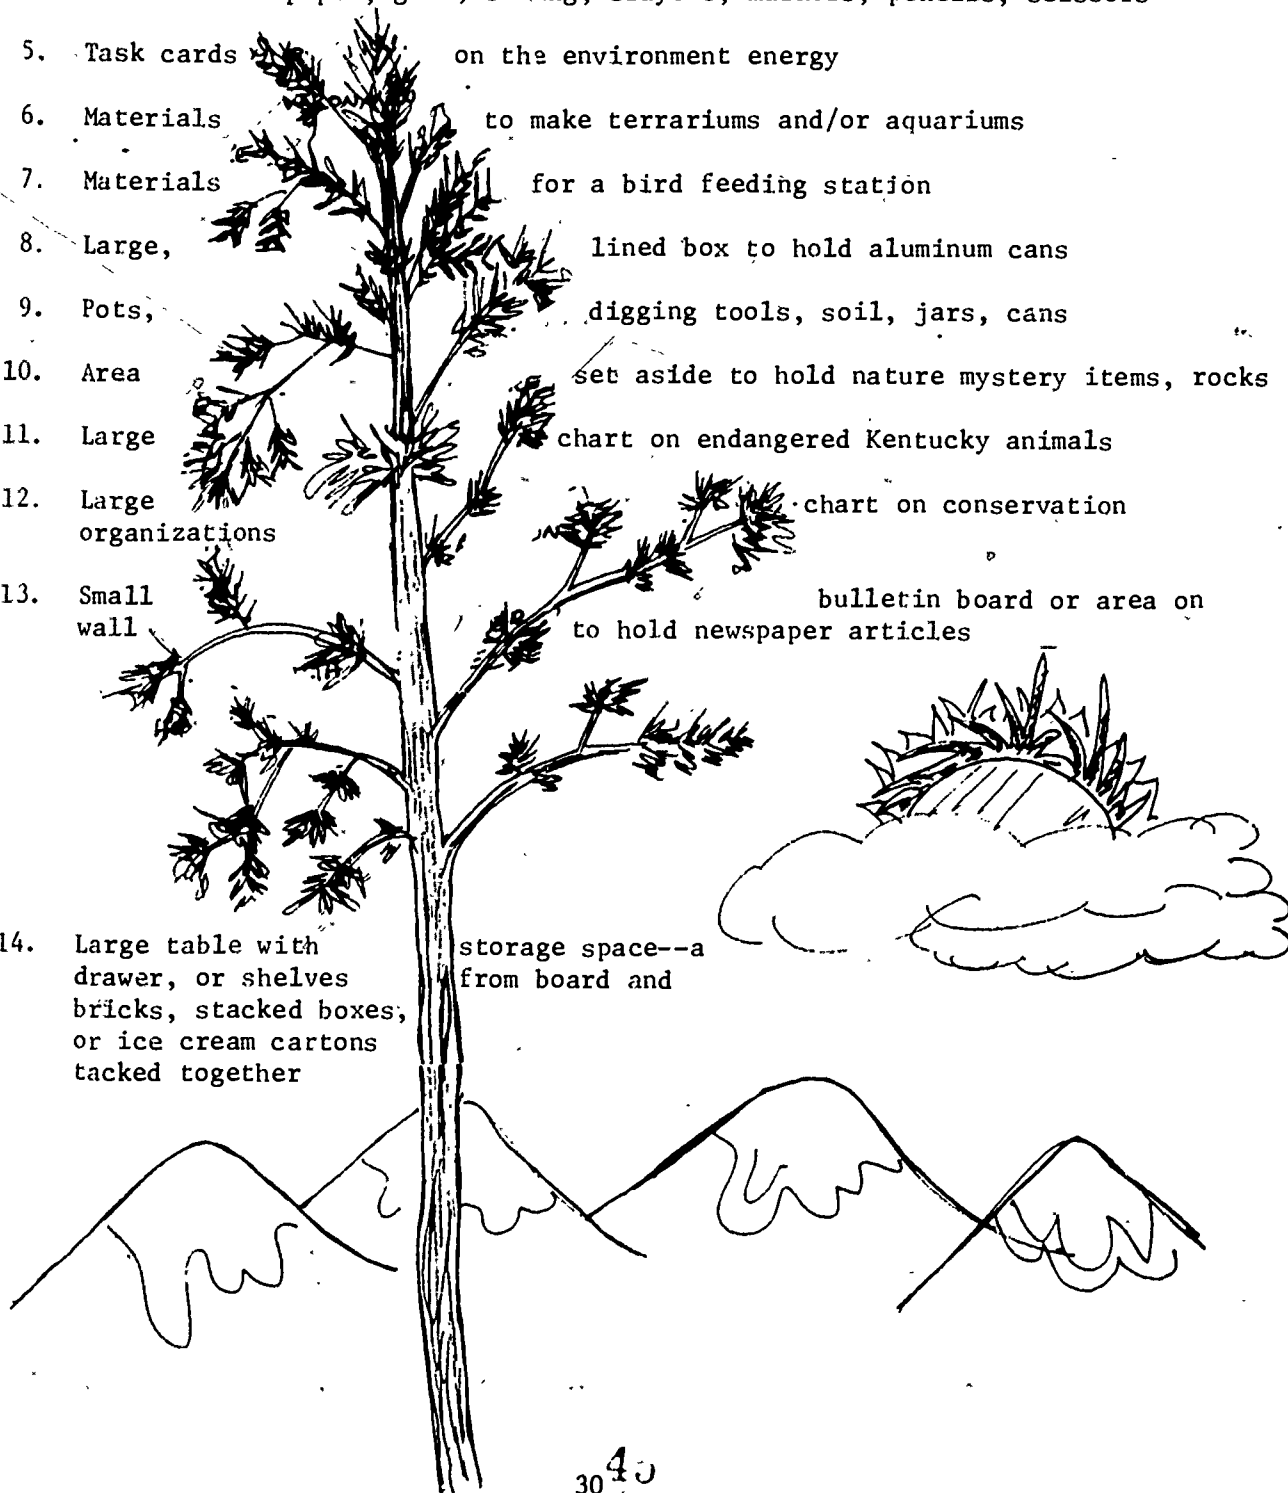 5. Task cards on the environment energy
6. Materials to make terrariums and/or aquariums
7. Materials for a bird feeding station
8. Large, lined box to hold aluminum cans
9. Pots, digging tools, soil, jars, cans
10. Area set aside to hold nature mystery items, rocks
11. Large chart on endangered Kentucky animals
12. Large chart on conservation
organizations
13. Small bulletin board or area on
wall to hold newspaper articles
14. Large table with storage space--a
drawer, or shelves from board and
bricks, stacked boxes,
or ice cream cartons
tacked together
30